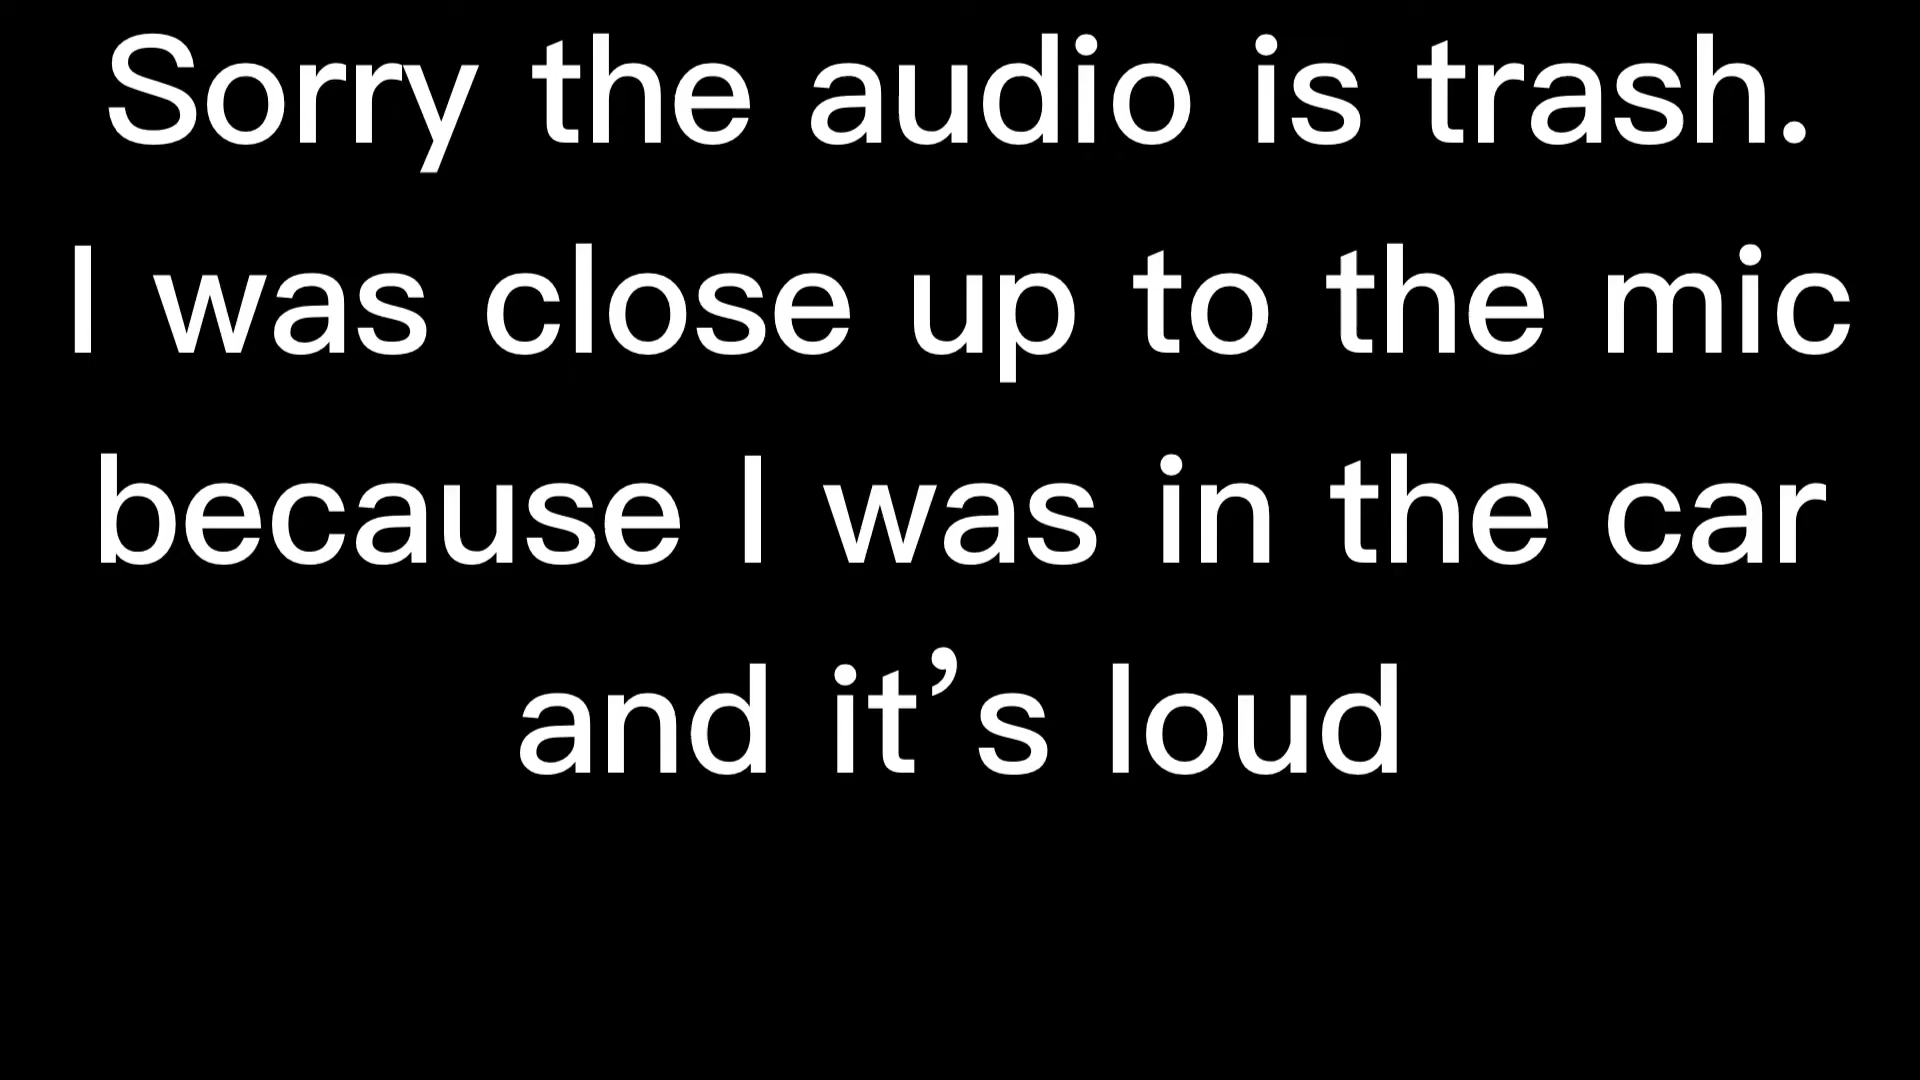 Sorry the audio is trash.
I was close up to the mic
because I was in the car
and it’s loud